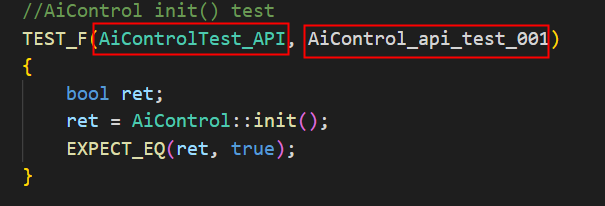 //AiControl init() test
TEST_F(AiControlTest_API, AiControl_api_test_001)
{
    bool ret;
    ret = AiControl::init();
    EXPECT_EQ(ret, true);
}